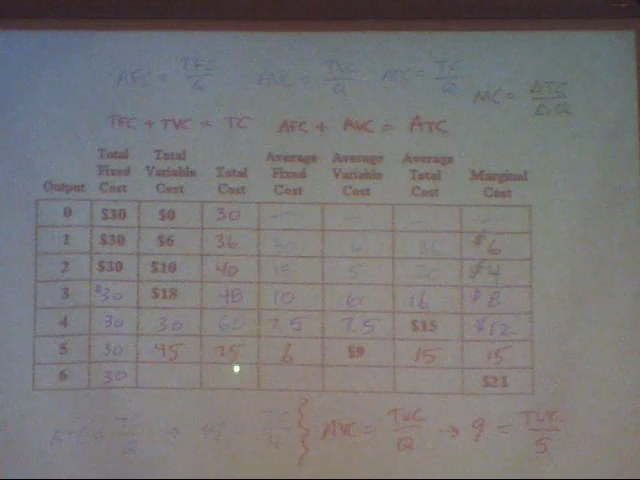 AFC = TFC/Q AVC = TVC/Q ATC = TC/Q MC = ΔTC/ΔQ
TFC + TVC = TC AFC + AVC = ATC
Output Total Fixed Cost Total Variable Cost Total Cost Average Fixed Cost Average Variable Cost Average Total Cost Marginal Cost
0 $30 $0 30 — — — —
1 $30 $6 36 30 6 36 $6
2 $30 $10 40 15 5 20 $4
3 $30 $18 48 10 6 16 $8
4 30 30 60 7.5 7.5 $15 $12
5 30 45 75 6 $9 15 15
6 30 $21
ATC = TC/Q → TC/4 } AVC = TVC/Q → 9 = TVC/5